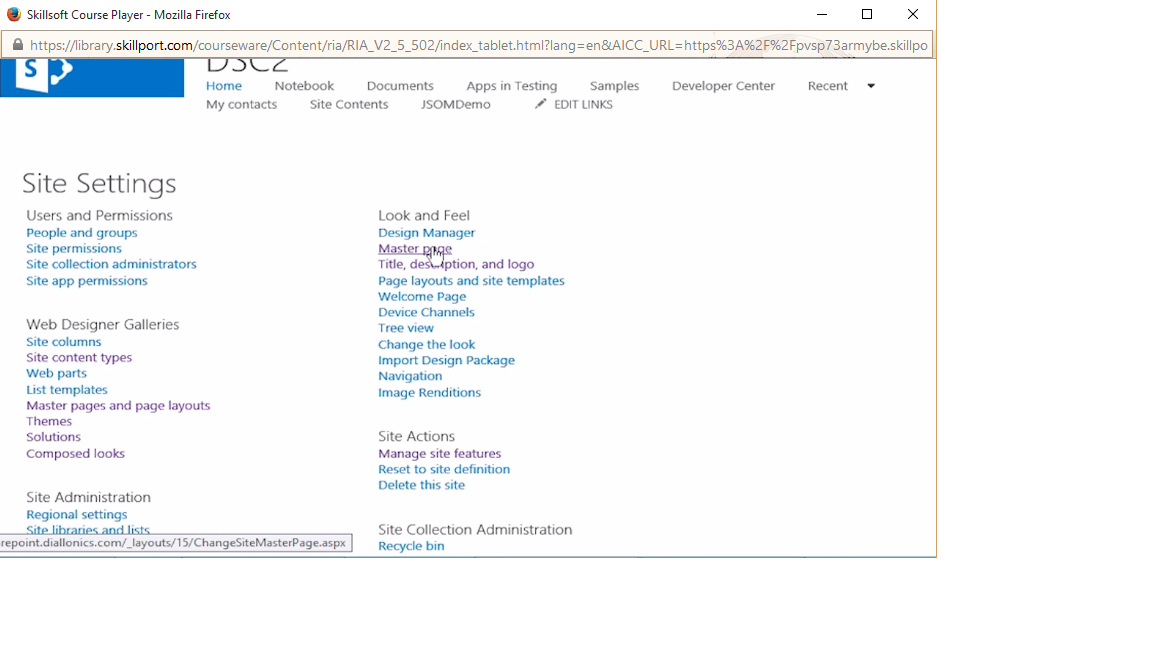 Skillsoft Course Player - Mozilla Firefox
https://library.skillport.com/courseware/Content/ria/RIA_V2_5_502/index_tablet.html?lang=en&AICC_URL=https%3A%2F%2Fpvsp73armybe.skillpo
S
DSC2
Home Notebook Documents Apps in Testing Samples Developer Center Recent
My contacts Site Contents JSOMDemo EDIT LINKS
Site Settings
Users and Permissions
People and groups
Site permissions
Site collection administrators
Site app permissions
Web Designer Galleries
Site columns
Site content types
Web parts
List templates
Master pages and page layouts
Themes
Solutions
Composed looks
Site Administration
Regional settings
Site libraries and lists
repoint.diallonics.com/_layouts/15/ChangeSiteMasterPage.aspx
Look and Feel
Design Manager
Master page
Title, description, and logo
Page layouts and site templates
Welcome Page
Device Channels
Tree view
Change the look
Import Design Package
Navigation
Image Renditions
Site Actions
Manage site features
Reset to site definition
Delete this site
Site Collection Administration
Recycle bin